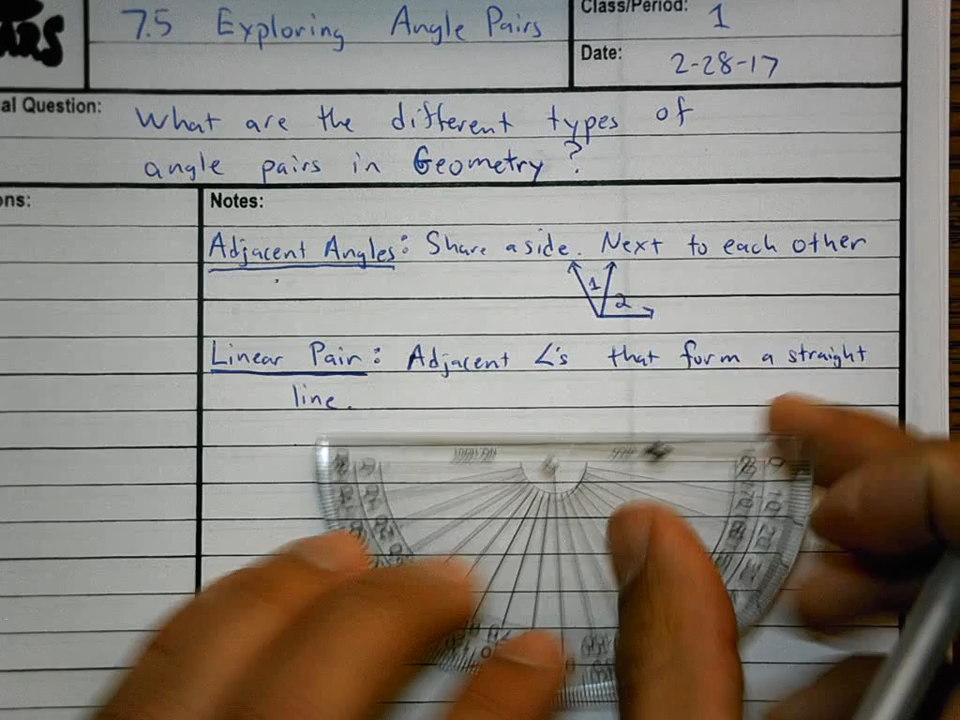 7.5 Exploring Angle Pairs
Class/Period: 1
Date: 2-28-17
al Question: What are the different types of
angle pairs in Geometry?
ns:
Notes:
Adjacent Angles: Share a side. Next to each other
1
2
Linear Pair: Adjacent ∠'s that form a straight
line.